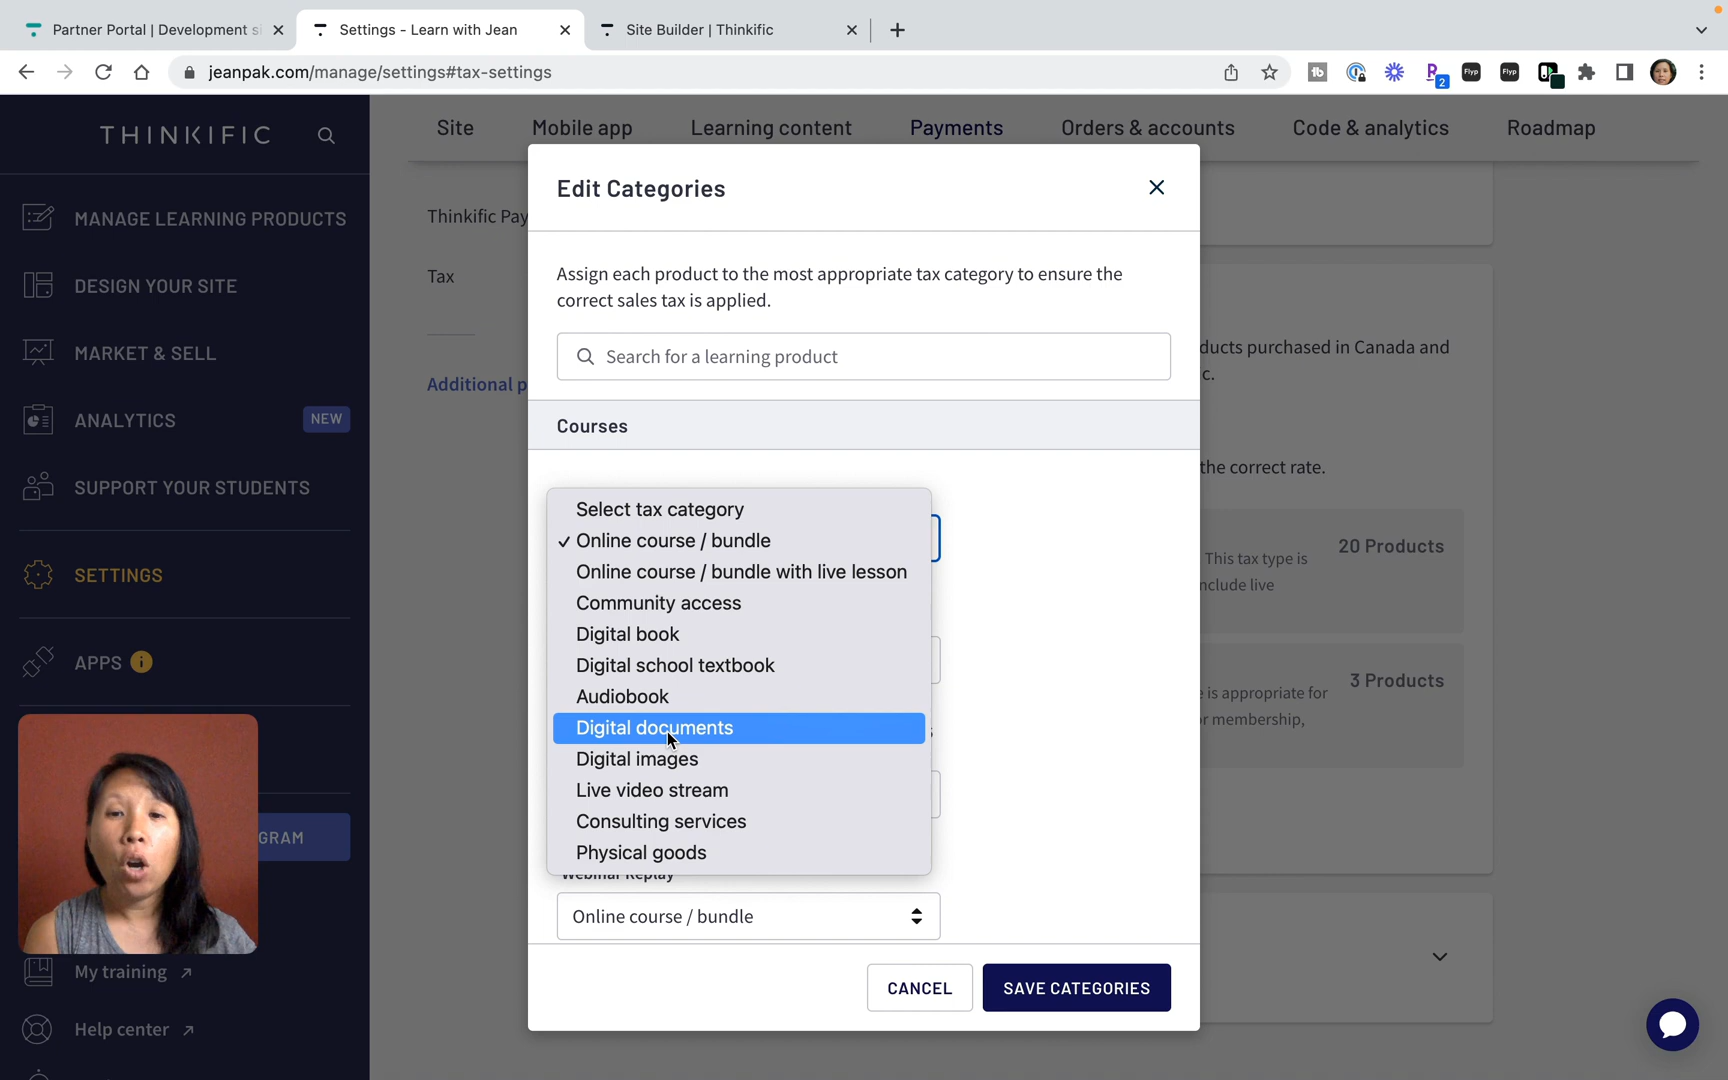 Partner Portal | Development si
Settings - Learn with Jean
Site Builder | Thinkific
jeanpak.com/manage/settings#tax-settings
2
Flyp
Flyp
THINKIFIC
Site
Mobile app
Learning content
Payments
Orders & accounts
Code & analytics
Roadmap
MANAGE LEARNING PRODUCTS
DESIGN YOUR SITE
MARKET & SELL
ANALYTICS
NEW
SUPPORT YOUR STUDENTS
SETTINGS
APPS
GRAM
My training
Help center
Thinkific Pay
Tax
Additional p
Edit Categories
Assign each product to the most appropriate tax category to ensure the
correct sales tax is applied.
Search for a learning product
Courses
Select tax category
Online course / bundle
Online course / bundle with live lesson
Community access
Digital book
Digital school textbook
Audiobook
Digital documents
Digital images
Live video stream
Consulting services
Physical goods
Webinar Replay
Online course / bundle
CANCEL
SAVE CATEGORIES
ducts purchased in Canada and
c.
the correct rate.
This tax type is
nclude live
20 Products
e is appropriate for
or membership,
3 Products